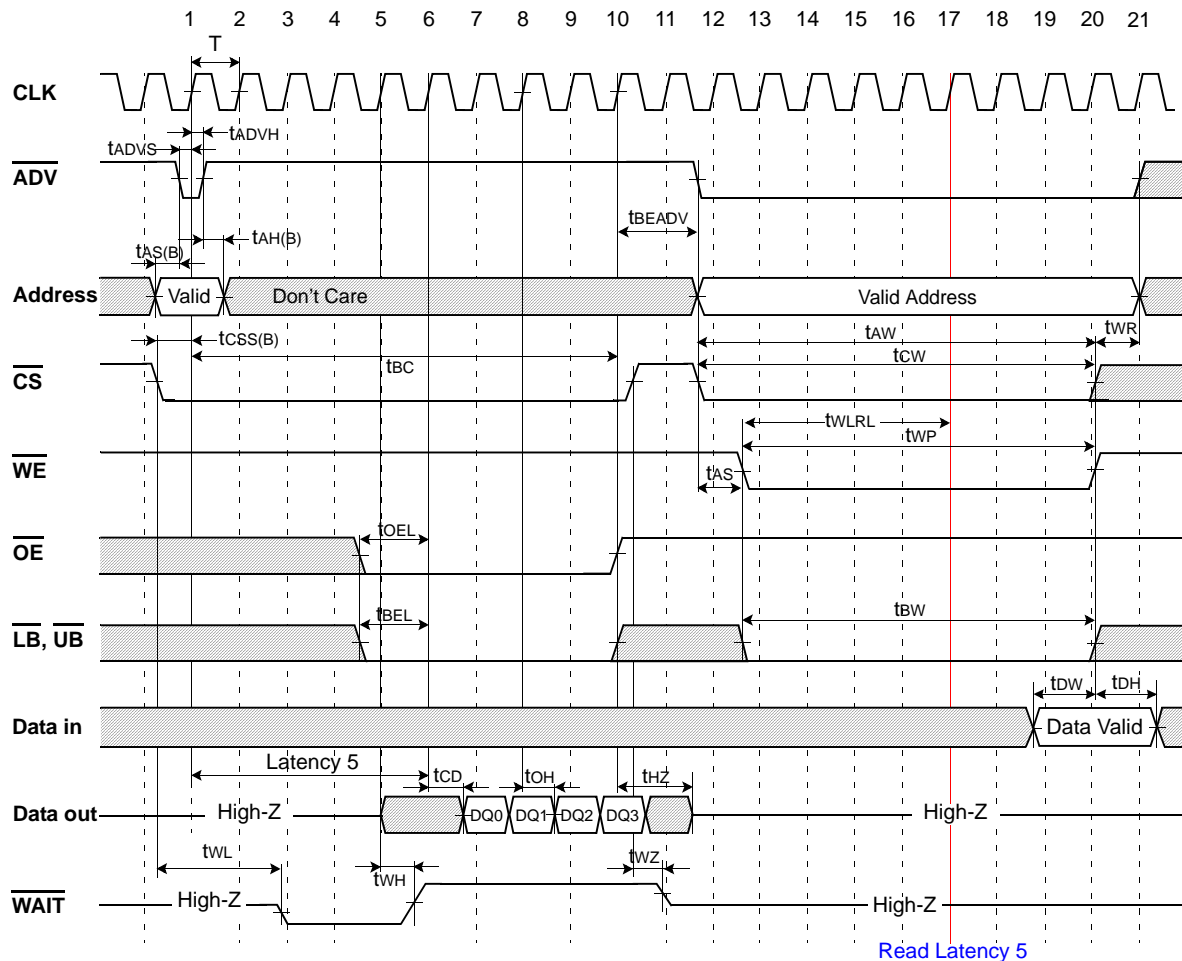 1 2 3 4 5 6 7 8 9 10 11 12 13 14 15 16 17 18 19 20 21
T
CLK
tADVH
tADVS
ADV
tBEADV
tAH(B)
tAS(B)
Address Valid Don't Care Valid Address
tCSS(B) tAW tWR
tBC tCW
CS
tWLRL
tWP
WE
tAS
tOEL
OE
tBEL tBW
LB, UB
tDW tDH
Data in Data Valid
Latency 5
tCD tOH tHZ
Data out High-Z DQ0 DQ1 DQ2 DQ3 High-Z
tWL tWH tWZ
WAIT High-Z High-Z
Read Latency 5